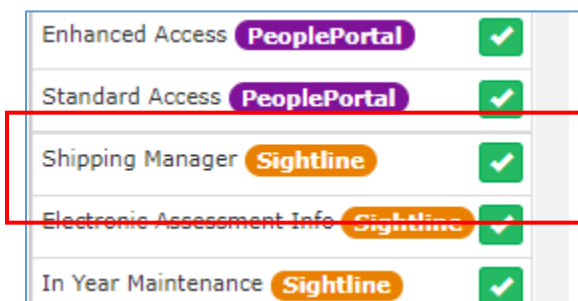 Enhanced Access PeoplePortal
Standard Access PeoplePortal
Shipping Manager Sightline
Electronic Assessment Info Sightline
In Year Maintenance Sightline